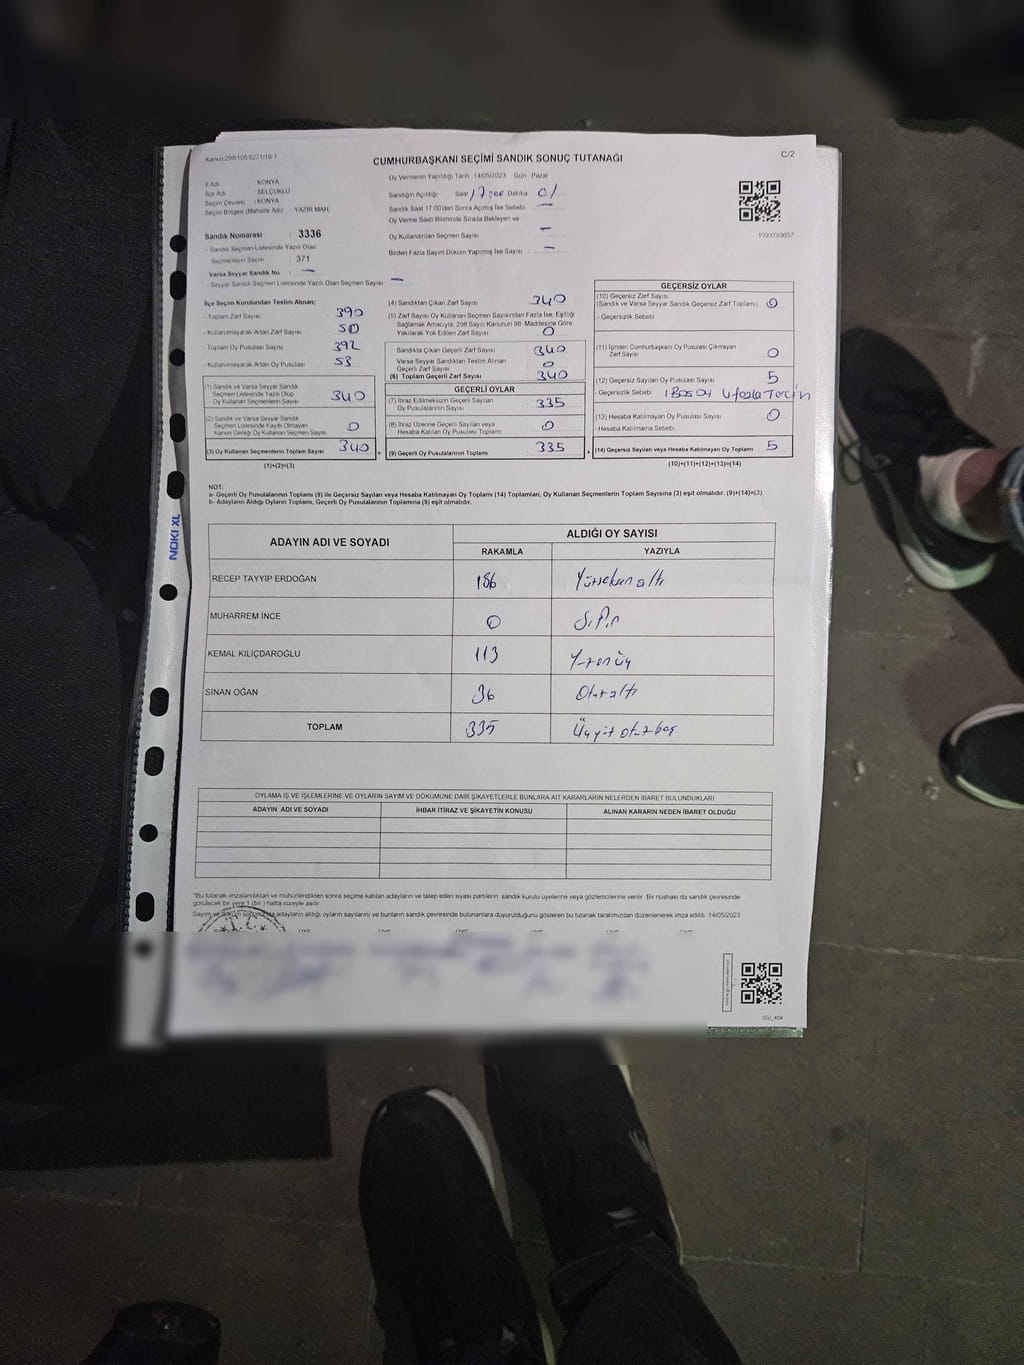 Kanun:298/105;6271/18-1
CUMHURBAŞKANI SEÇİMİ SANDIK SONUÇ TUTANAĞI
C/2
İl Adı : KONYA
İlçe Adı : SELÇUKLU
Seçim Çevresi : KONYA
Seçim Bölgesi (Mahalle Adı) : YAZIR MAH.
Sandık Numarası : 3336
- Sandık Seçmen Listesinde Yazılı Olan
Seçmenlerin Sayısı : 371
Varsa Seyyar Sandık No : —
- Seyyar Sandık Seçmen Listesinde Yazılı Olan Seçmen Sayısı : —
Oy Vermenin Yapıldığı Tarih : 14/05/2023 Gün : Pazar
Sandığın Açıldığı Saat 17:00 Dakika 01
Sandık Saat 17:00'den Sonra Açılmış İse Sebebi : —
Oy Verme Saati Bitiminde Sırada Bekleyen ve
Oy Kullandırılan Seçmen Sayısı : —
Birden Fazla Sayım Döküm Yapılmış İse Sayısı : —
1993793657
İlçe Seçim Kurulundan Teslim Alınan;
- Toplam Zarf Sayısı 390
- Kullanılmayarak Artan Zarf Sayısı 50
- Toplam Oy Pusulası Sayısı 392
- Kullanılmayarak Artan Oy Pusulası 53
(1) Sandık ve Varsa Seyyar Sandık
Seçmen Listesinde Yazılı Olup
Oy Kullanan Seçmenlerin Sayısı 340
(2) Sandık ve Varsa Seyyar Sandık
Seçmen Listesinde Kayıtlı Olmayan
Kanun Gereği Oy Kullanan Seçmen Sayısı 0
(3) Oy Kullanan Seçmenlerin Toplam Sayısı 340
(1)+(2)=(3)
(4) Sandıktan Çıkan Zarf Sayısı 340
(5) Zarf Sayısı Oy Kullanan Seçmen Sayısından Fazla İse, Eşitliği
Sağlamak Amacıyla, 298 Sayılı Kanunun 98. Maddesine Göre
Yakılarak Yok Edilen Zarf Sayısı 0
Sandıkta Çıkan Geçerli Zarf Sayısı 340
Varsa Seyyar Sandıktan Teslim Alınan
Geçerli Zarf Sayısı 0
(6) Toplam Geçerli Zarf Sayısı 340
GEÇERLİ OYLAR
(7) İtiraz Edilmeksizin Geçerli Sayılan
Oy Pusulalarının Sayısı 335
(8) İtiraz Üzerine Geçerli Sayılan veya
Hesaba Katılan Oy Pusulası Toplamı 0
(9) Geçerli Oy Pusulalarının Toplamı 335
GEÇERSİZ OYLAR
(10) Geçersiz Zarf Sayısı
(Sandık ve Varsa Seyyar Sandık Geçersiz Zarf Toplamı) 0
- Geçersizlik Sebebi :
(11) İçinden Cumhurbaşkanı Oy Pusulası Çıkmayan
Zarf Sayısı 0
(12) Geçersiz Sayılan Oy Pusulası Sayısı 5
- Geçersizlik Sebebi : 1 BOŞ OY 4 fazla Tercih
(13) Hesaba Katılmayan Oy Pusulası Sayısı 0
- Hesaba Katılmama Sebebi :
(14) Geçersiz Sayılan veya Hesaba Katılmayan Oy Toplamı 5
(10)+(11)+(12)+(13)=(14)
NOT:
a- Geçerli Oy Pusulalarının Toplamı (9) ile Geçersiz Sayılan veya Hesaba Katılmayan Oy Toplamı (14) Toplamları, Oy Kullanan Seçmenlerin Toplam Sayısına (3) eşit olmalıdır. (9)+(14)=(3)
b- Adayların Aldığı Oyların Toplamı, Geçerli Oy Pusulalarının Toplamına (9) eşit olmalıdır.
ADAYIN ADI VE SOYADI ALDIĞI OY SAYISI
RAKAMLA YAZIYLA
RECEP TAYYİP ERDOĞAN 186 Yüzseksenaltı
MUHARREM İNCE 0 Sıfır
KEMAL KILIÇDAROĞLU 113 Yüzonüç
SİNAN OĞAN 36 Otuzaltı
TOPLAM 335 Üçyüz otuzbeş
OYLAMA İŞ VE İŞLEMLERİNE VE OYLARIN SAYIM VE DÖKÜMÜNE DAİR ŞİKAYETLERLE BUNLARA AİT KARARLARIN NELERDEN İBARET BULUNDUKLARI
ADAYIN ADI VE SOYADI İHBAR İTİRAZ VE ŞİKAYETİN KONUSU ALINAN KARARIN NEDEN İBARET OLDUĞU
*Bu tutanak imzalandıktan ve mühürlendikten sonra seçime katılan adayların ve talep eden siyasi partilerin sandık kurulu üyelerine veya gözlemcilerine verilir. Bir nüshası da sandık çevresinde
görülecek bir yere 1 (bir) hafta süreyle asılır.
Sayım ve döküm sonunda adayların aldığı oyların sayılarını ve bunların sandık çevresinde bulunanlara duyurulduğunu gösteren bu tutanak tarafımızdan düzenlenerek imza edildi. 14/05/2023
NOKI XL
SGI_404